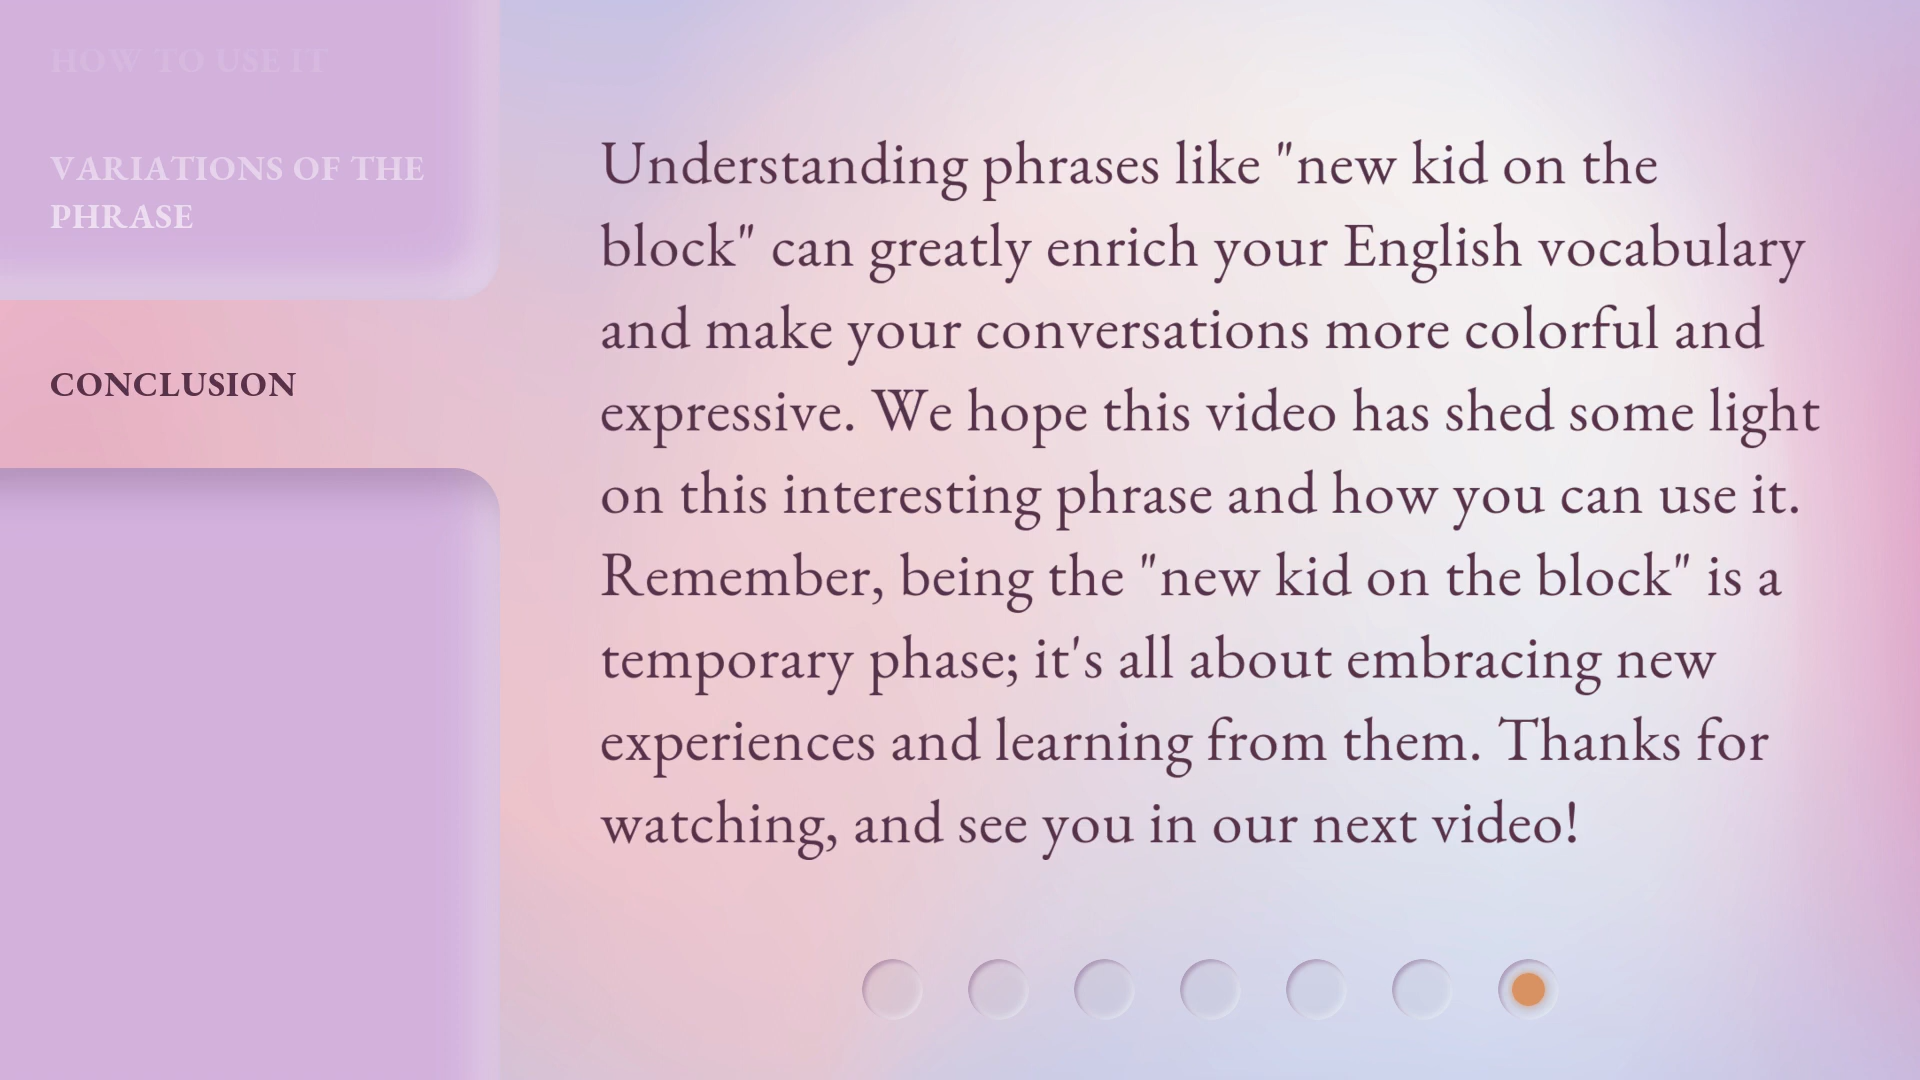 HOW TO USE IT
VARIATIONS OF THE
PHRASE
CONCLUSION
Understanding phrases like "new kid on the
block" can greatly enrich your English vocabulary
and make your conversations more colorful and
expressive. We hope this video has shed some light
on this interesting phrase and how you can use it.
Remember, being the "new kid on the block" is a
temporary phase; it's all about embracing new
experiences and learning from them. Thanks for
watching, and see you in our next video!